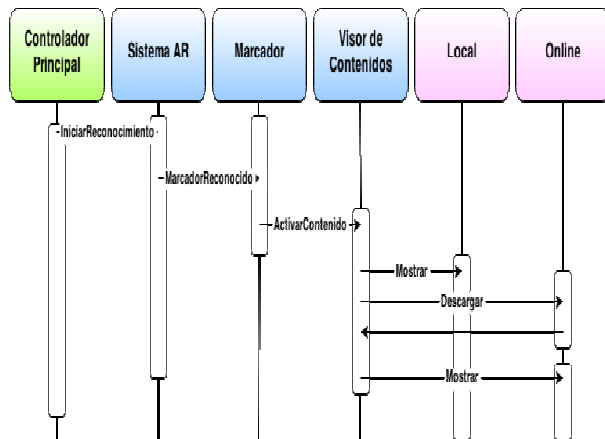 Controlador
Principal
Sistema AR
Marcador
Visor de
Contenidos
Local
Online
IniciarReconocimiento
MarcadorReconocido
ActivarContenido
Mostrar
Descargar
Mostrar